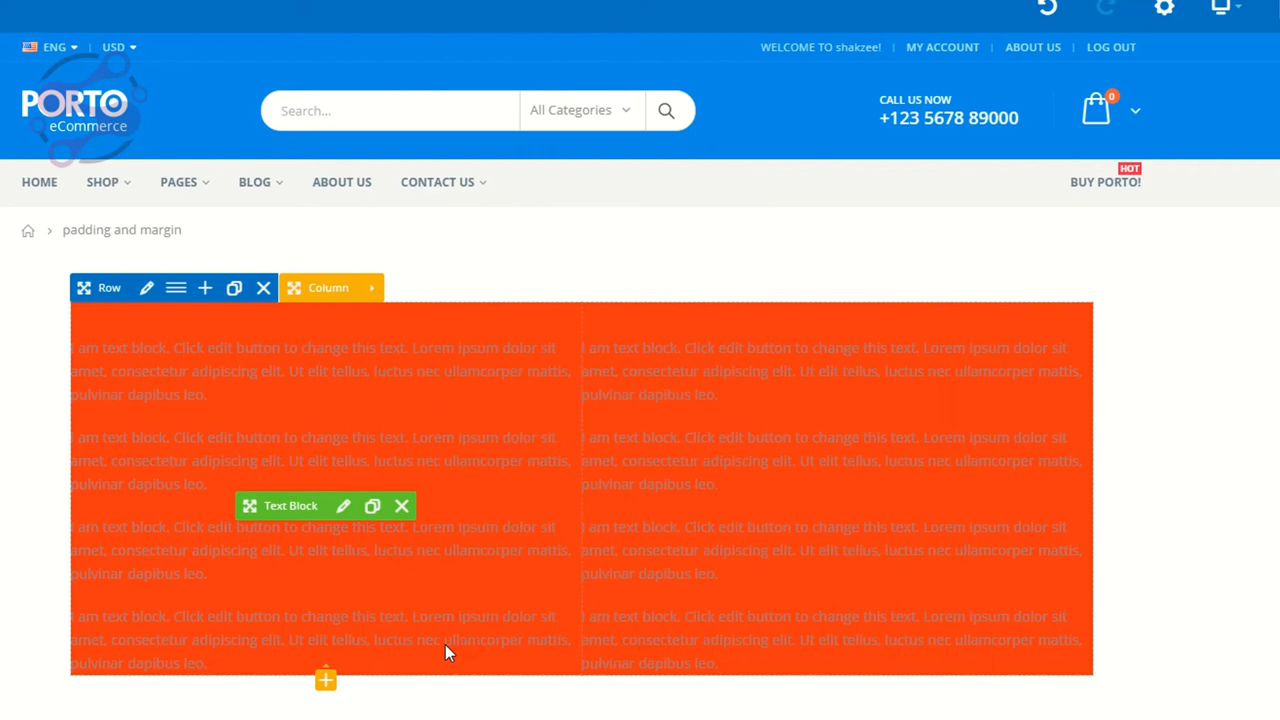 ENG
USD
WELCOME TO shakzee!
MY ACCOUNT
ABOUT US
LOG OUT
PORTO
eCommerce
Search...
All Categories
CALL US NOW
+123 5678 89000
0
HOME
SHOP
PAGES
BLOG
ABOUT US
CONTACT US
HOT
BUY PORTO!
padding and margin
Row
Column
I am text block. Click edit button to change this text. Lorem ipsum dolor sit
amet, consectetur adipiscing elit. Ut elit tellus, luctus nec ullamcorper mattis,
pulvinar dapibus leo.
I am text block. Click edit button to change this text. Lorem ipsum dolor sit
amet, consectetur adipiscing elit. Ut elit tellus, luctus nec ullamcorper mattis,
pulvinar dapibus leo.
Text Block
I am text block. Click edit button to change this text. Lorem ipsum dolor sit
amet, consectetur adipiscing elit. Ut elit tellus, luctus nec ullamcorper mattis,
pulvinar dapibus leo.
I am text block. Click edit button to change this text. Lorem ipsum dolor sit
amet, consectetur adipiscing elit. Ut elit tellus, luctus nec ullamcorper mattis,
pulvinar dapibus leo.
I am text block. Click edit button to change this text. Lorem ipsum dolor sit
amet, consectetur adipiscing elit. Ut elit tellus, luctus nec ullamcorper mattis,
pulvinar dapibus leo.
I am text block. Click edit button to change this text. Lorem ipsum dolor sit
amet, consectetur adipiscing elit. Ut elit tellus, luctus nec ullamcorper mattis,
pulvinar dapibus leo.
I am text block. Click edit button to change this text. Lorem ipsum dolor sit
amet, consectetur adipiscing elit. Ut elit tellus, luctus nec ullamcorper mattis,
pulvinar dapibus leo.
I am text block. Click edit button to change this text. Lorem ipsum dolor sit
amet, consectetur adipiscing elit. Ut elit tellus, luctus nec ullamcorper mattis,
pulvinar dapibus leo.